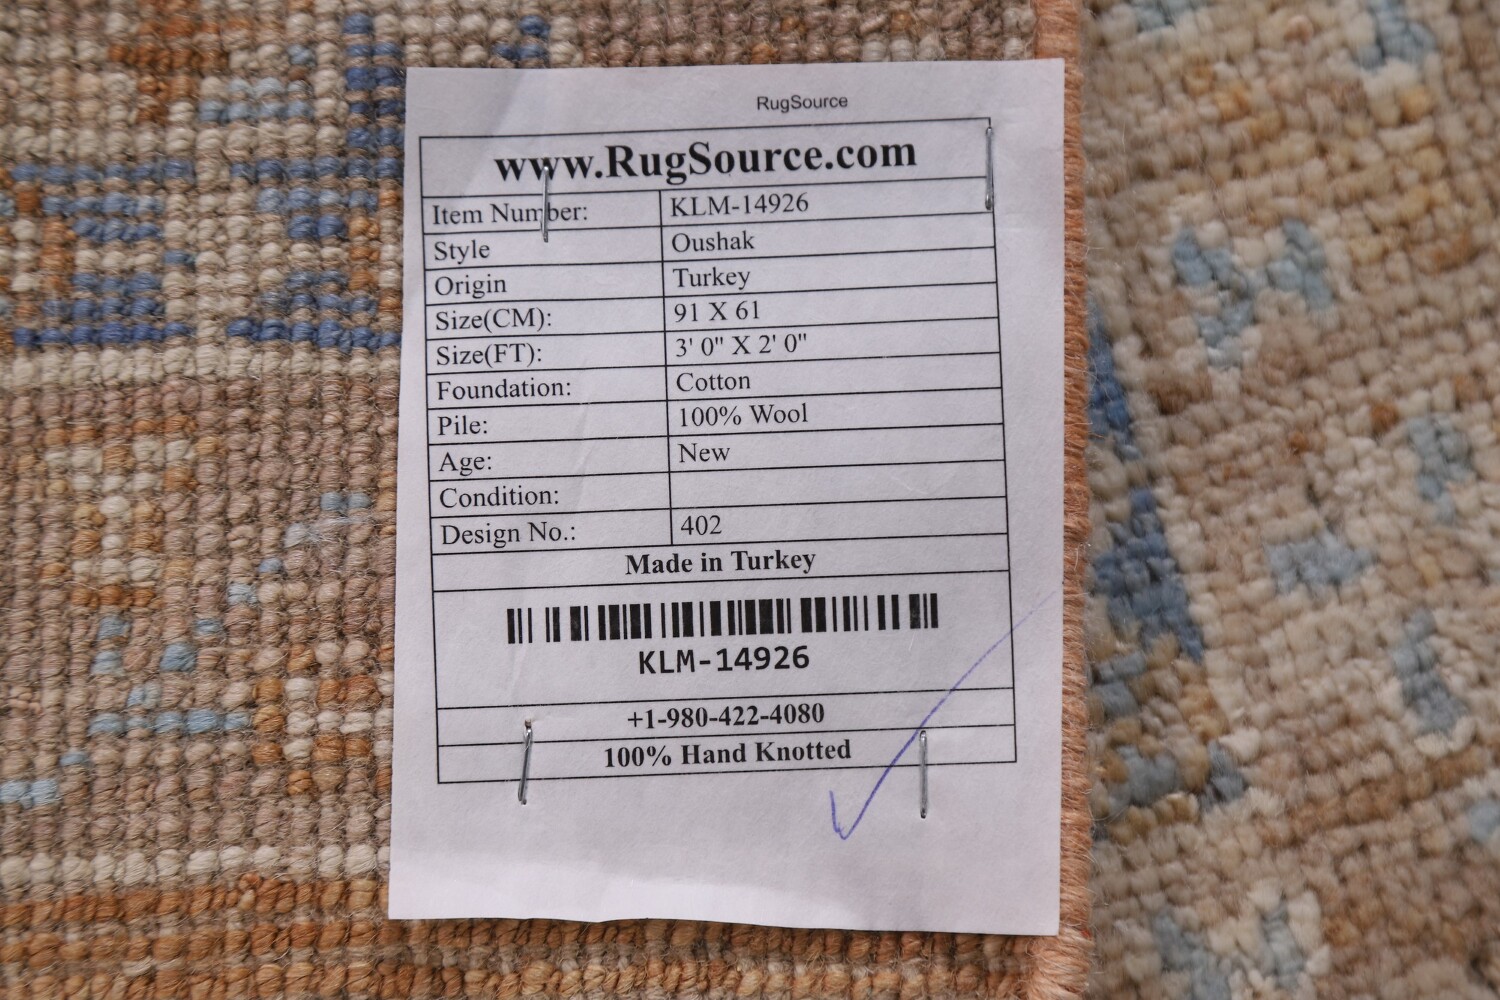 RugSource
www.RugSource.com
Item Number: KLM-14926
Style Oushak
Origin Turkey
Size(CM): 91 X 61
Size(FT): 3' 0" X 2' 0"
Foundation: Cotton
Pile: 100% Wool
Age: New
Condition:
Design No.: 402
Made in Turkey
KLM-14926
+1-980-422-4080
100% Hand Knotted